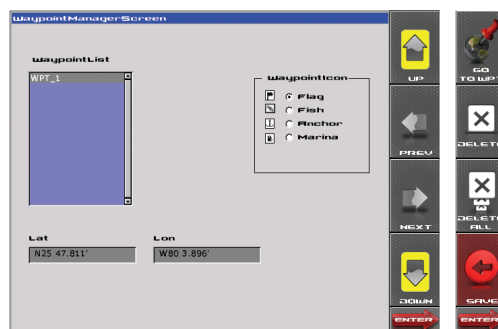 WaypointManagerScreen
WaypointList
WPT_1
WaypointIcon
Flag
Fish
Anchor
Marina
Lat
Lon
N25 47.811'
W80 3.896'
UP
PREV
NEXT
DOWN
ENTER
GO
TO WPT
DELETE
DELETE
ALL
SAVE
ENTER